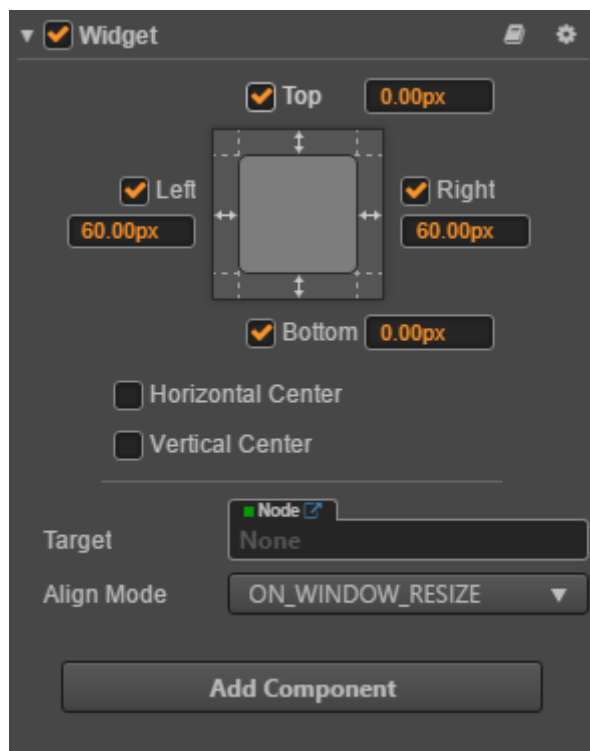 Widget
Top 0.00px
Left Right
60.00px 60.00px
Bottom 0.00px
Horizontal Center
Vertical Center
Node
Target None
Align Mode ON_WINDOW_RESIZE
Add Component